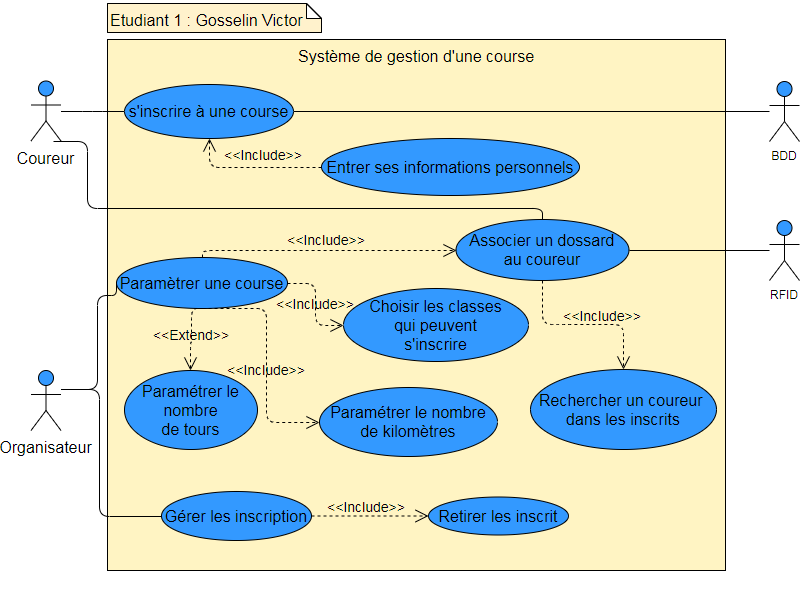 Etudiant 1 : Gosselin Victor
Système de gestion d'une course
s'inscrire à une course
Coureur
BDD
<<Include>>
Entrer ses informations personnels
<<Include>>
Associer un dossard
au coureur
RFID
Paramètrer une course
<<Include>>
Choisir les classes
qui peuvent
s'inscrire
<<Include>>
<<Extend>>
<<Include>>
Paramétrer le
nombre
de tours
Paramétrer le nombre
de kilomètres
Rechercher un coureur
dans les inscrits
Organisateur
Gérer les inscription
<<Include>>
Retirer les inscrit